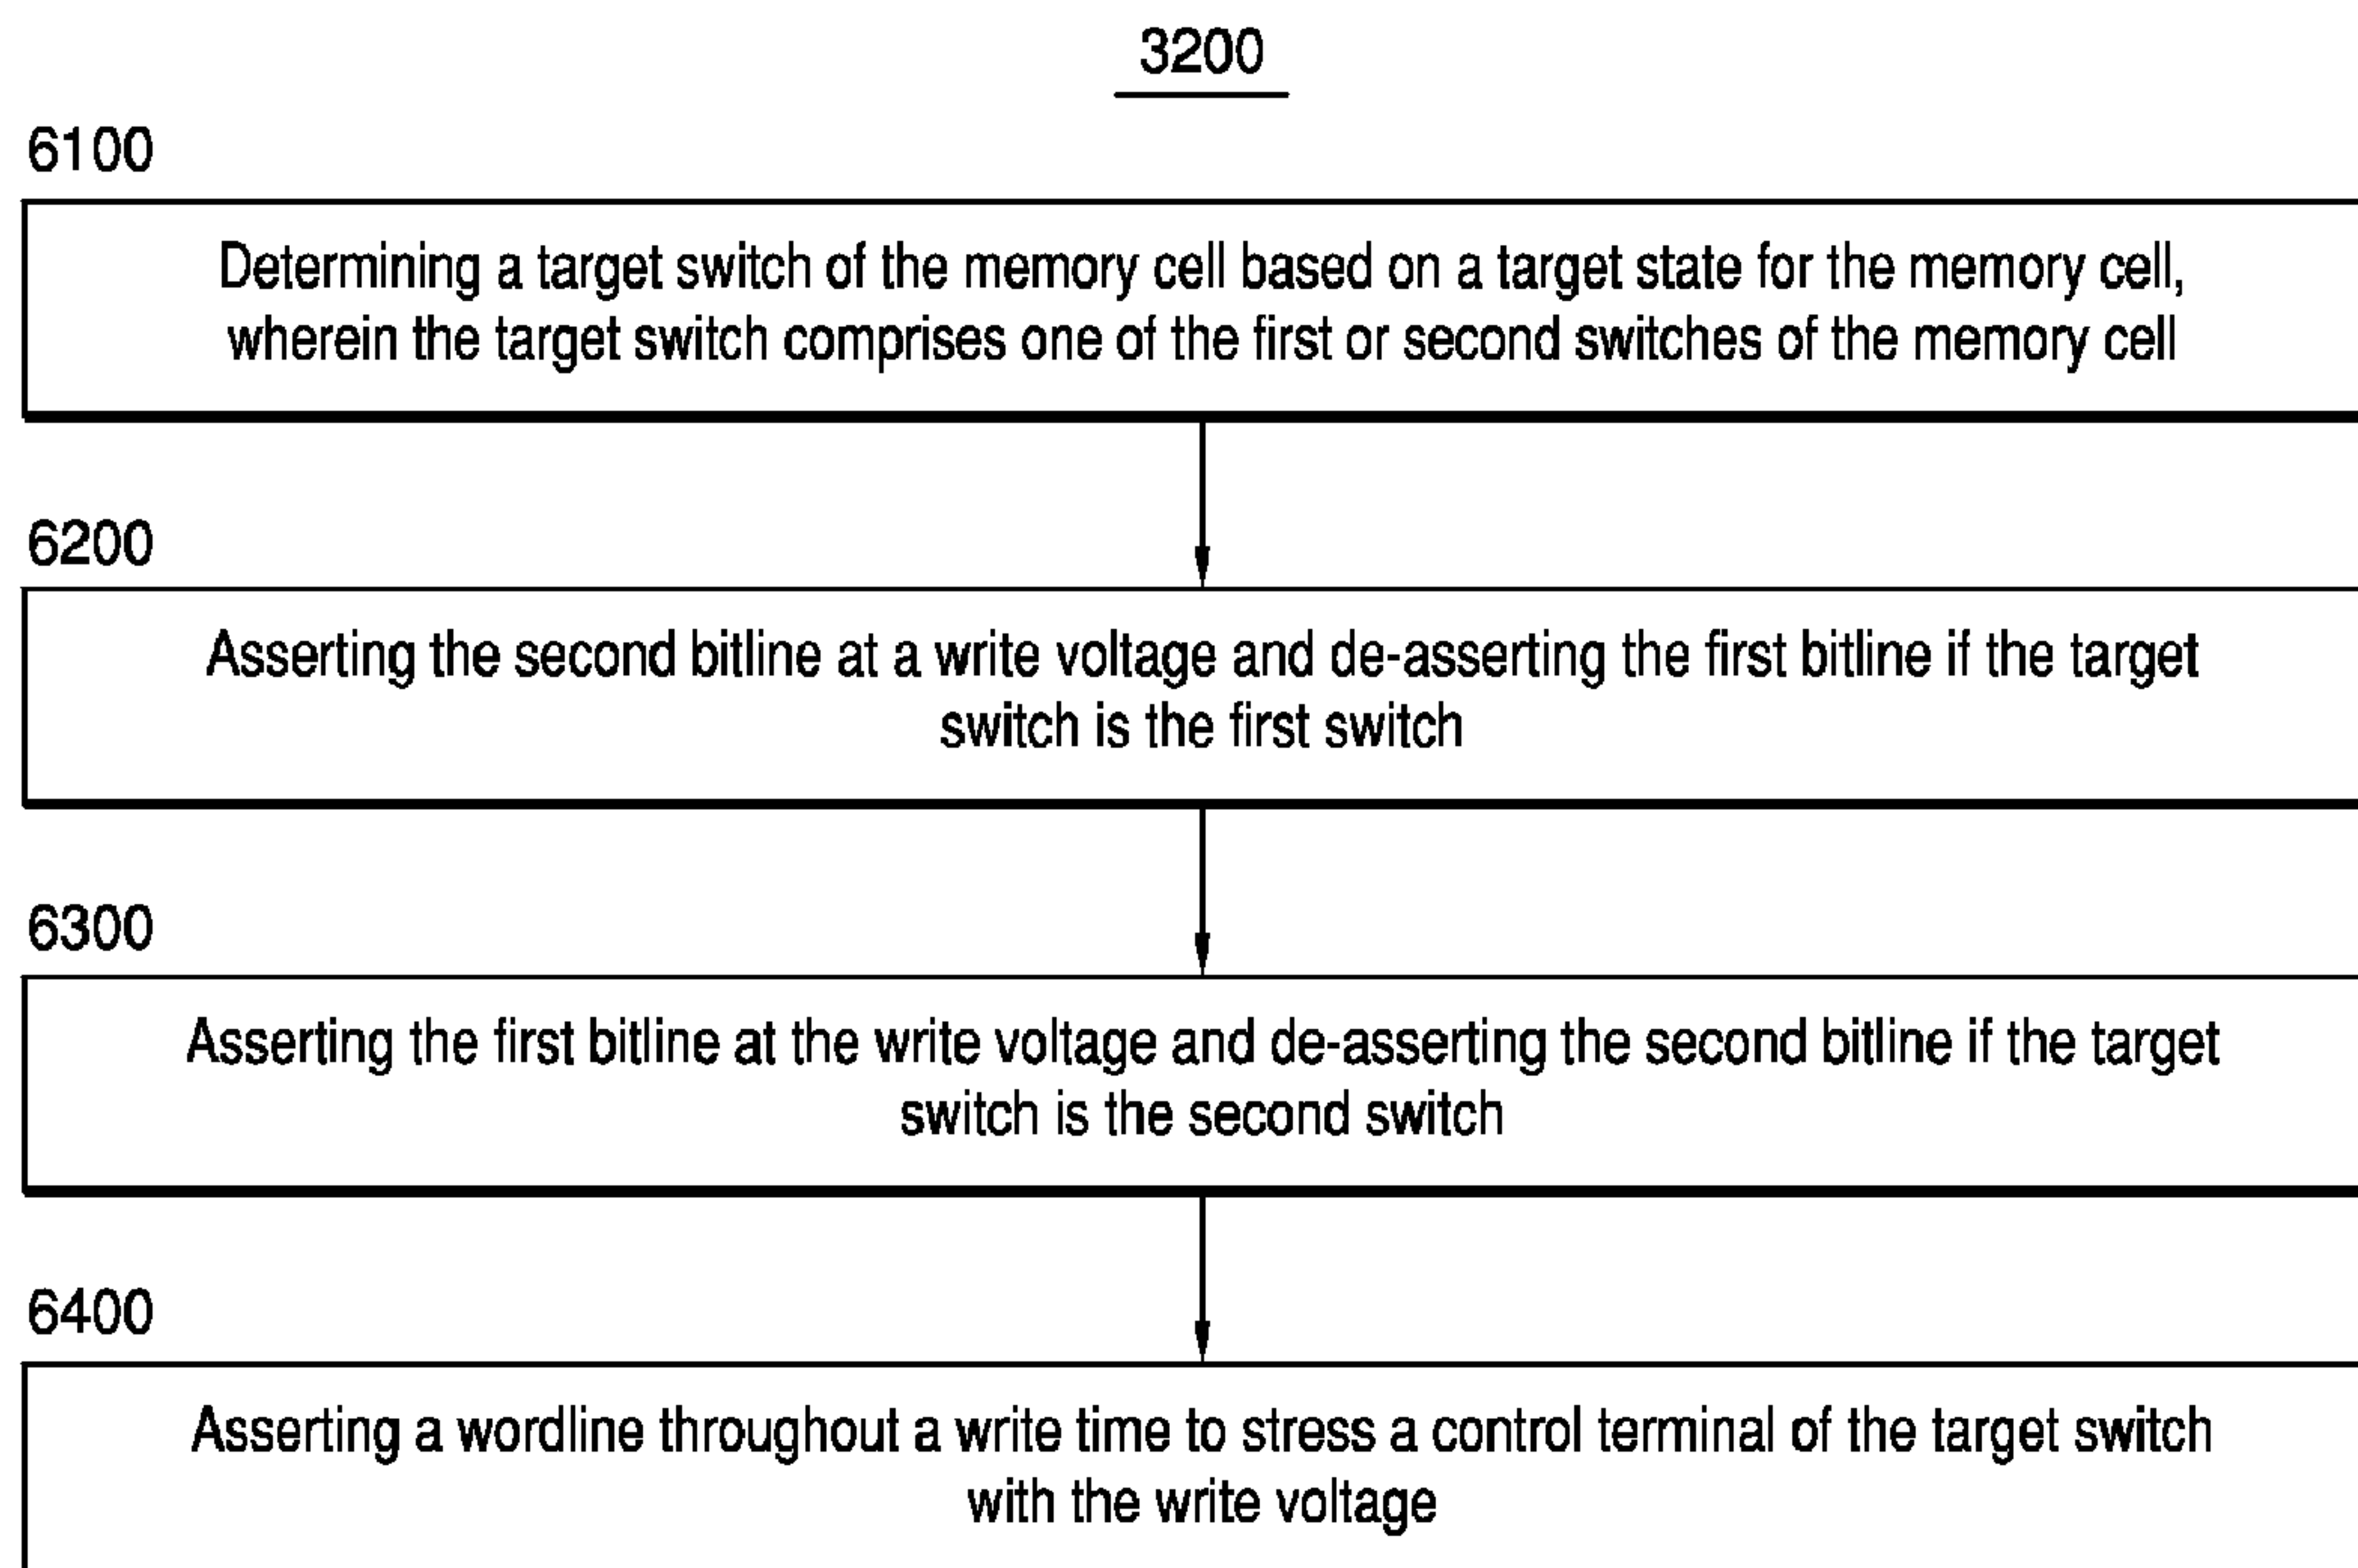 3200
6100
Determining a target switch of the memory cell based on a target state for the memory cell,
wherein the target switch comprises one of the first or second switches of the memory cell
6200
Asserting the second bitline at a write voltage and de-asserting the first bitline if the target
switch is the first switch
6300
Asserting the first bitline at the write voltage and de-asserting the second bitline if the target
switch is the second switch
6400
Asserting a wordline throughout a write time to stress a control terminal of the target switch
with the write voltage